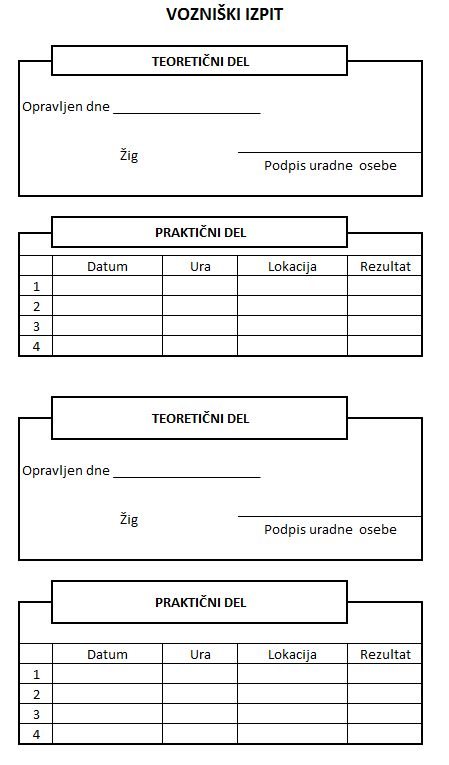 VOZNIŠKI IZPIT
TEORETIČNI DEL
Opravljen dne ____________________
Žig
Podpis uradne osebe
PRAKTIČNI DEL
Datum Ura Lokacija Rezultat
1
2
3
4
TEORETIČNI DEL
Opravljen dne ____________________
Žig
Podpis uradne osebe
PRAKTIČNI DEL
Datum Ura Lokacija Rezultat
1
2
3
4